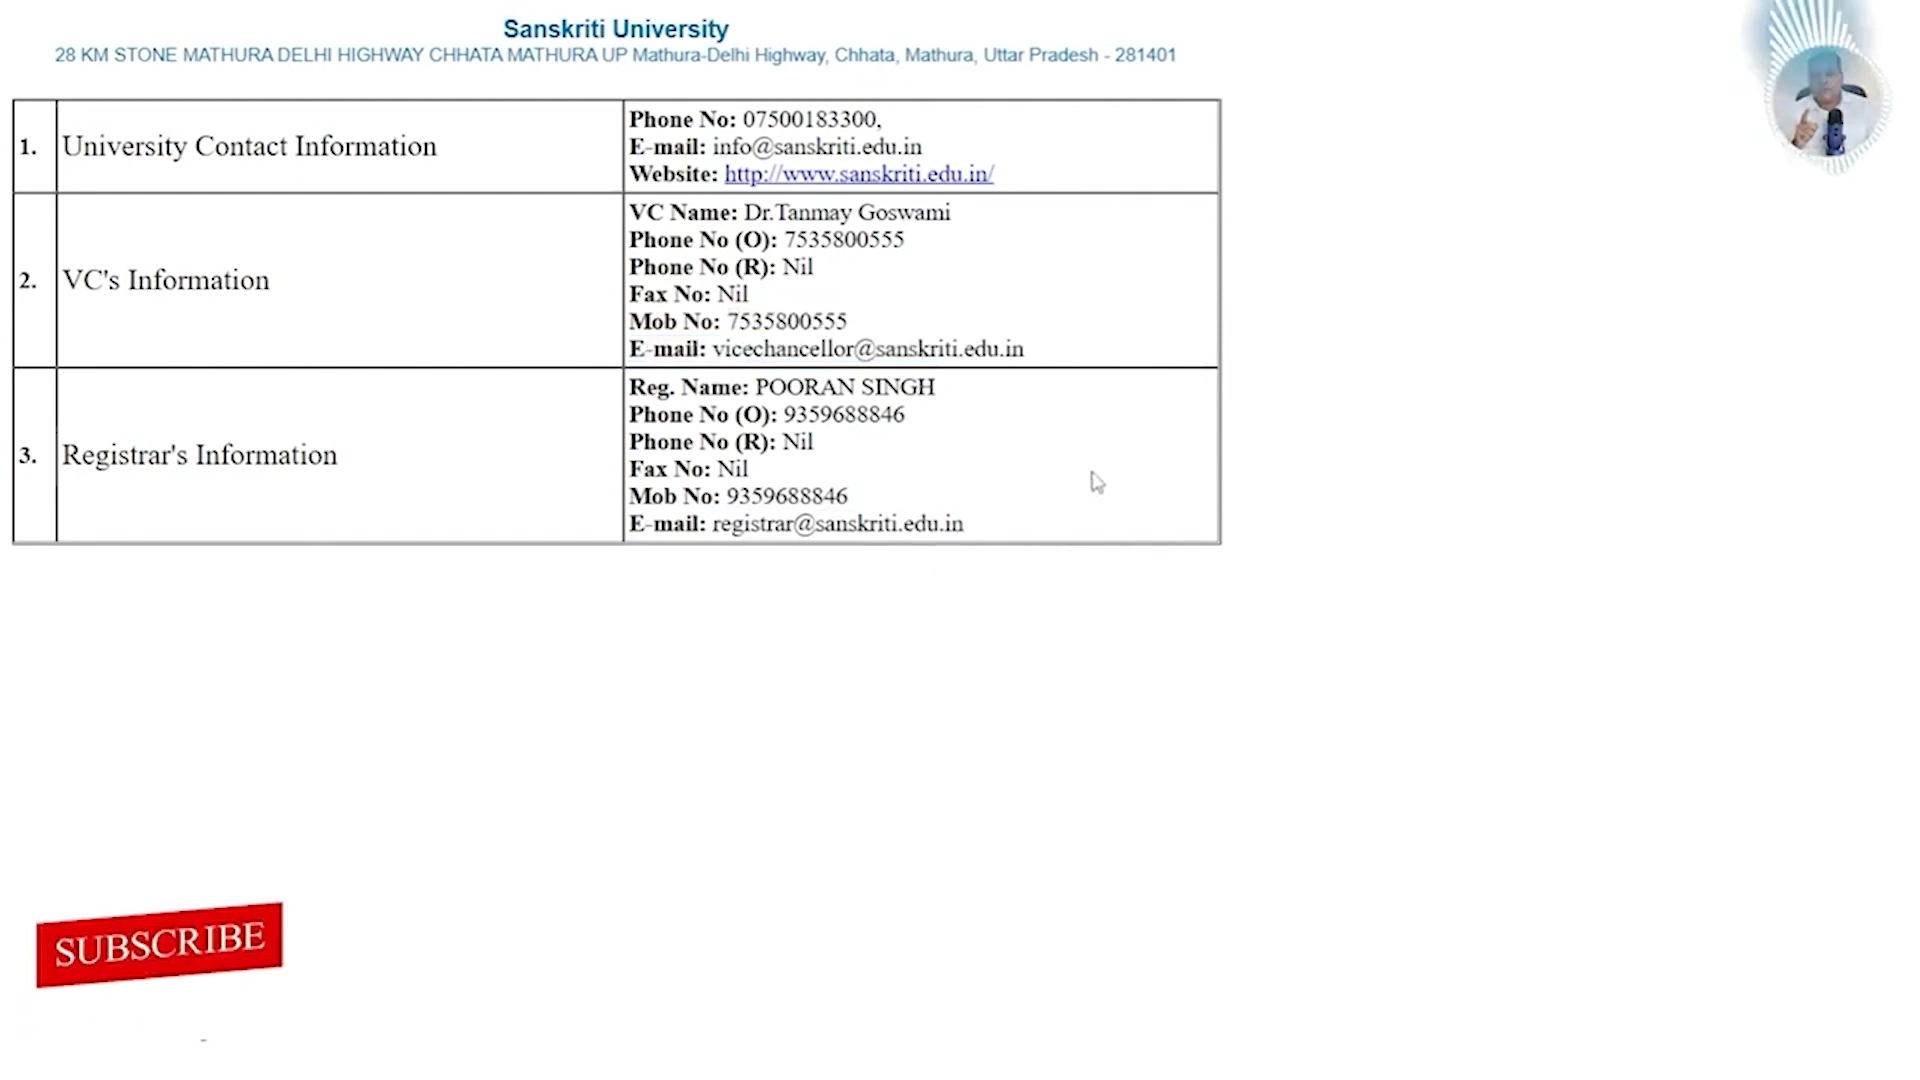 Sanskriti University
28 KM STONE MATHURA DELHI HIGHWAY CHHATA MATHURA UP Mathura-Delhi Highway, Chhata, Mathura, Uttar Pradesh - 281401
1. University Contact Information
Phone No: 07500183300,
E-mail: info@sanskriti.edu.in
Website: http://www.sanskriti.edu.in/
2. VC's Information
VC Name: Dr.Tanmay Goswami
Phone No (O): 7535800555
Phone No (R): Nil
Fax No: Nil
Mob No: 7535800555
E-mail: vicechancellor@sanskriti.edu.in
3. Registrar's Information
Reg. Name: POORAN SINGH
Phone No (O): 9359688846
Phone No (R): Nil
Fax No: Nil
Mob No: 9359688846
E-mail: registrar@sanskriti.edu.in
SUBSCRIBE